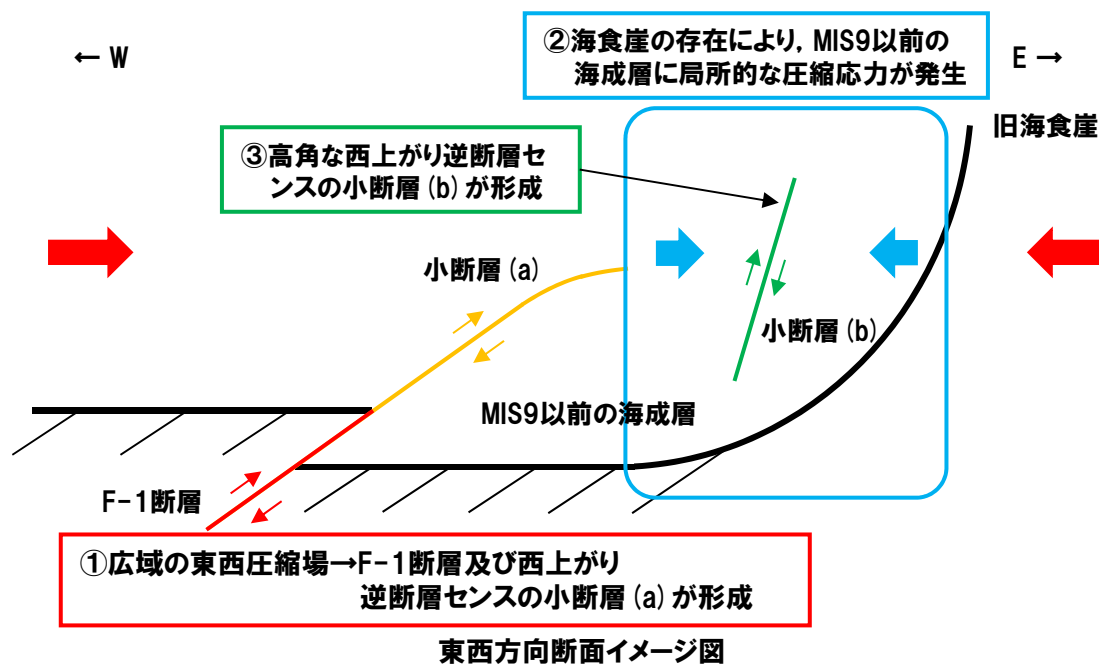 ← W
②海食崖の存在により，MIS9以前の
海成層に局所的な圧縮応力が発生
E →
旧海食崖
③高角な西上がり逆断層セ
ンスの小断層(b)が形成
小断層(a)
小断層(b)
MIS9以前の海成層
F-1断層
①広域の東西圧縮場→F-1断層及び西上がり
逆断層センスの小断層(a)が形成
東西方向断面イメージ図